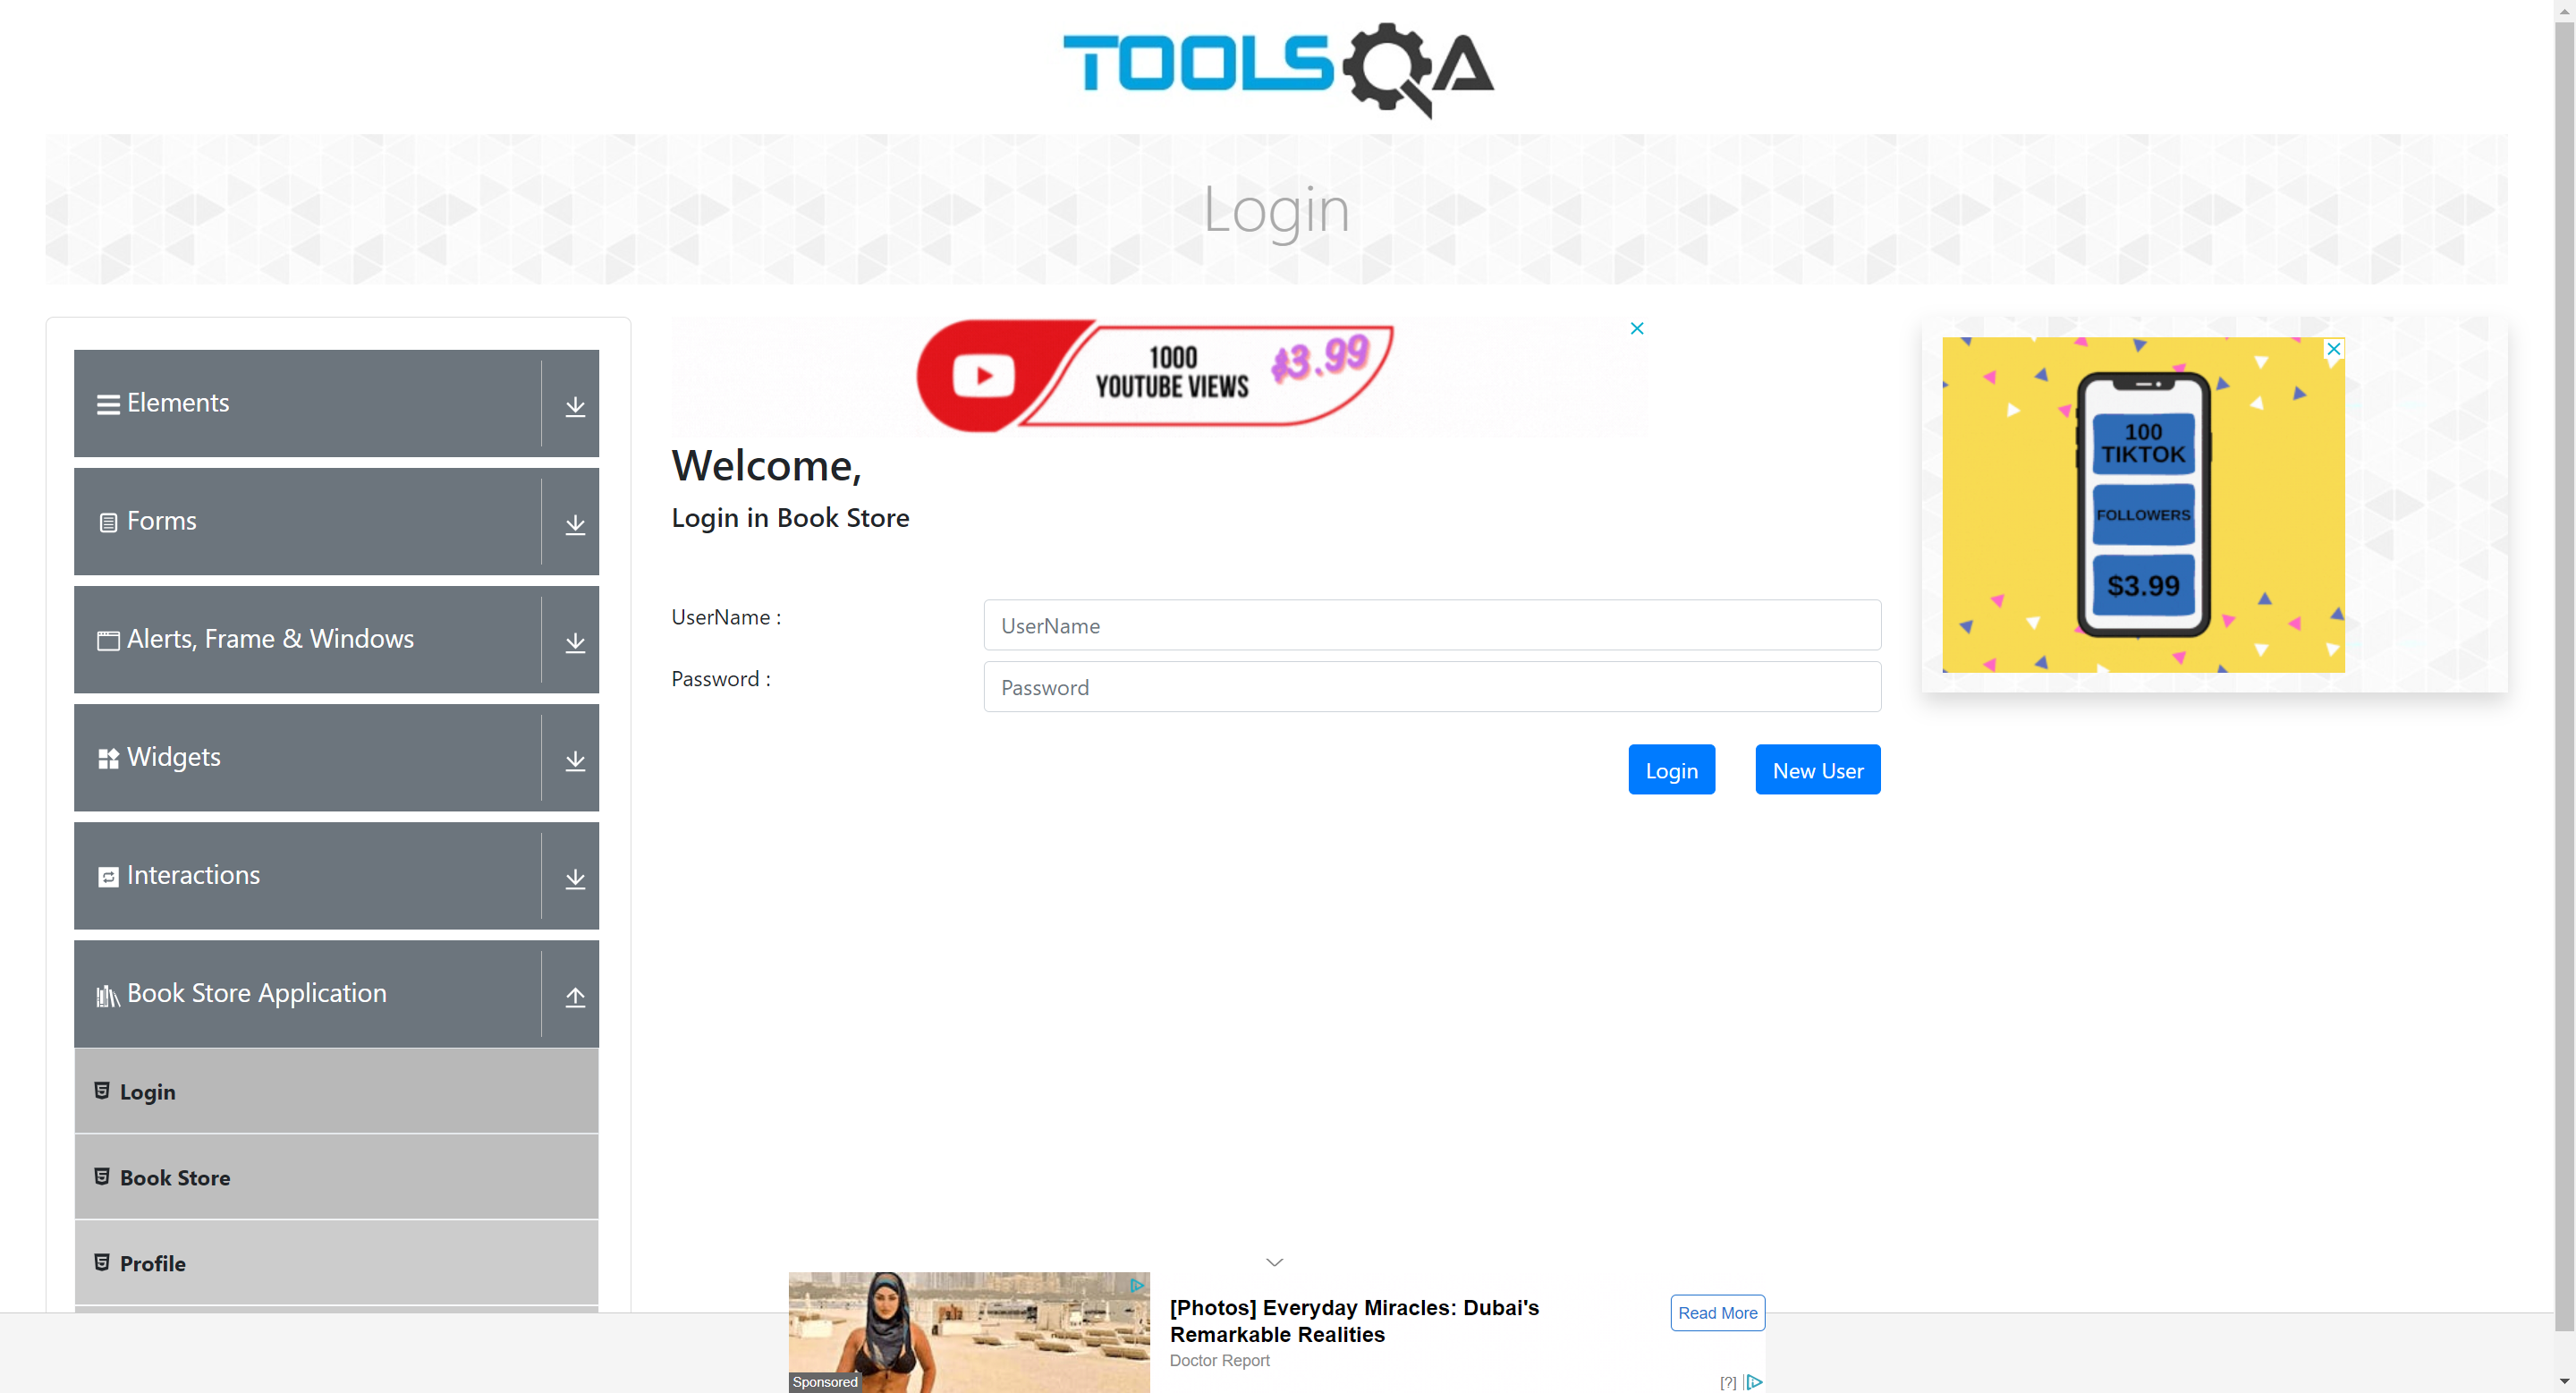 TOOLSQA
Login
Elements
Forms
Alerts, Frame & Windows
Widgets
Interactions
Book Store Application
Login
Book Store
Profile
1000
YOUTUBE VIEWS
$3.99
Welcome,
Login in Book Store
UserName :
UserName
Password :
Password
Login
New User
100
TIKTOK
FOLLOWERS
$3.99
Sponsored
[Photos] Everyday Miracles: Dubai's
Remarkable Realities
Doctor Report
Read More
[?]